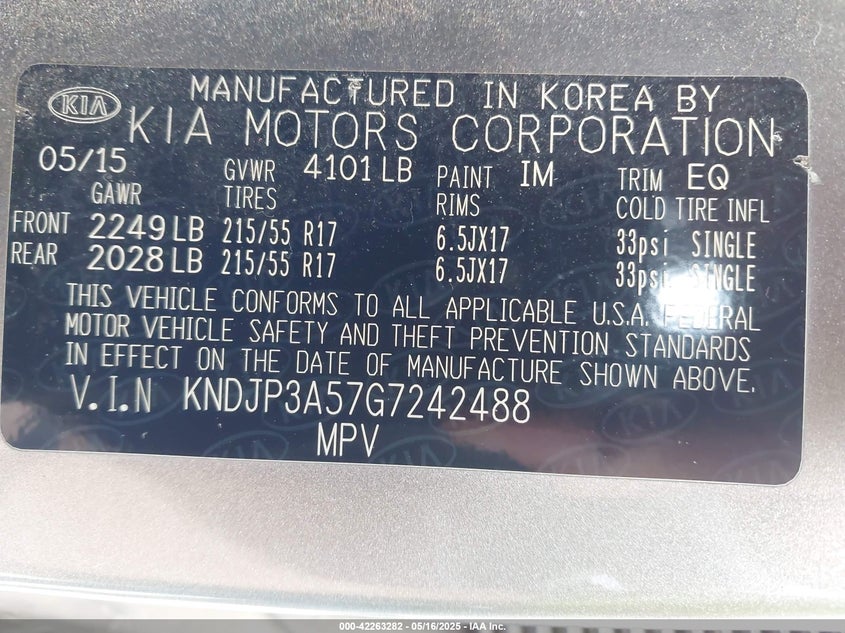 KIA
MANUFACTURED IN KOREA BY
KIA MOTORS CORPORATION
05/15 GVWR 4101 LB PAINT IM TRIM EQ
GAWR TIRES RIMS COLD TIRE INFL
FRONT 2249 LB 215/55 R17 6.5JX17 33psi SINGLE
REAR 2028 LB 215/55 R17 6.5JX17 33psi SINGLE
THIS VEHICLE CONFORMS TO ALL APPLICABLE U.S.A. FEDERAL
MOTOR VEHICLE SAFETY AND THEFT PREVENTION STANDARDS
IN EFFECT ON THE DATE OF MANUFACTURE SHOWN ABOVE.
V.I.N KNDJP3A57G7242488
MPV
000-42263282 - 05/16/2025 - IAA Inc.